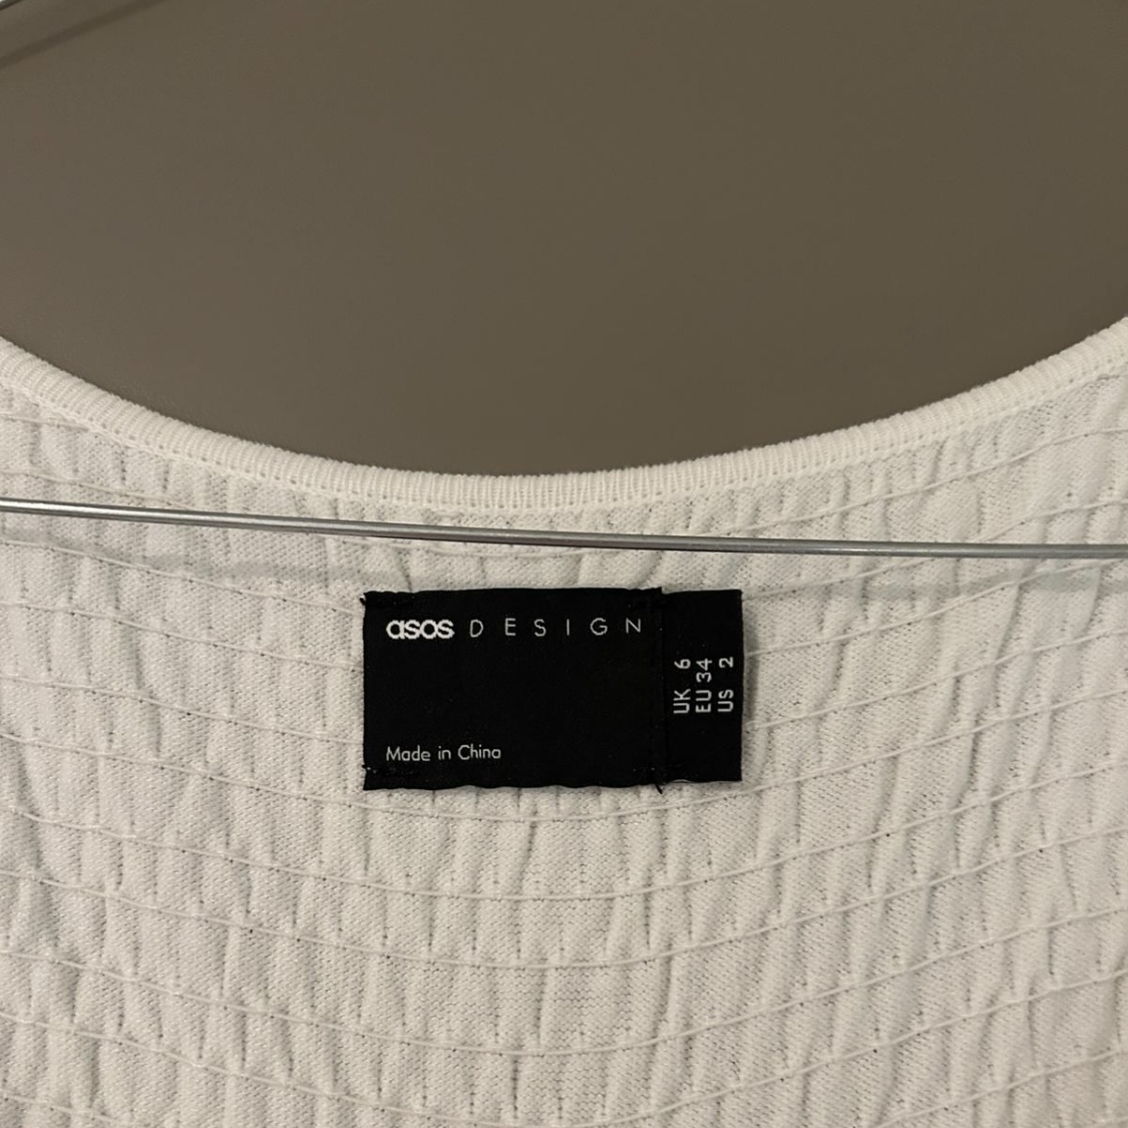 asos DESIGN
Made in China
UK 6
EU 34
US 2